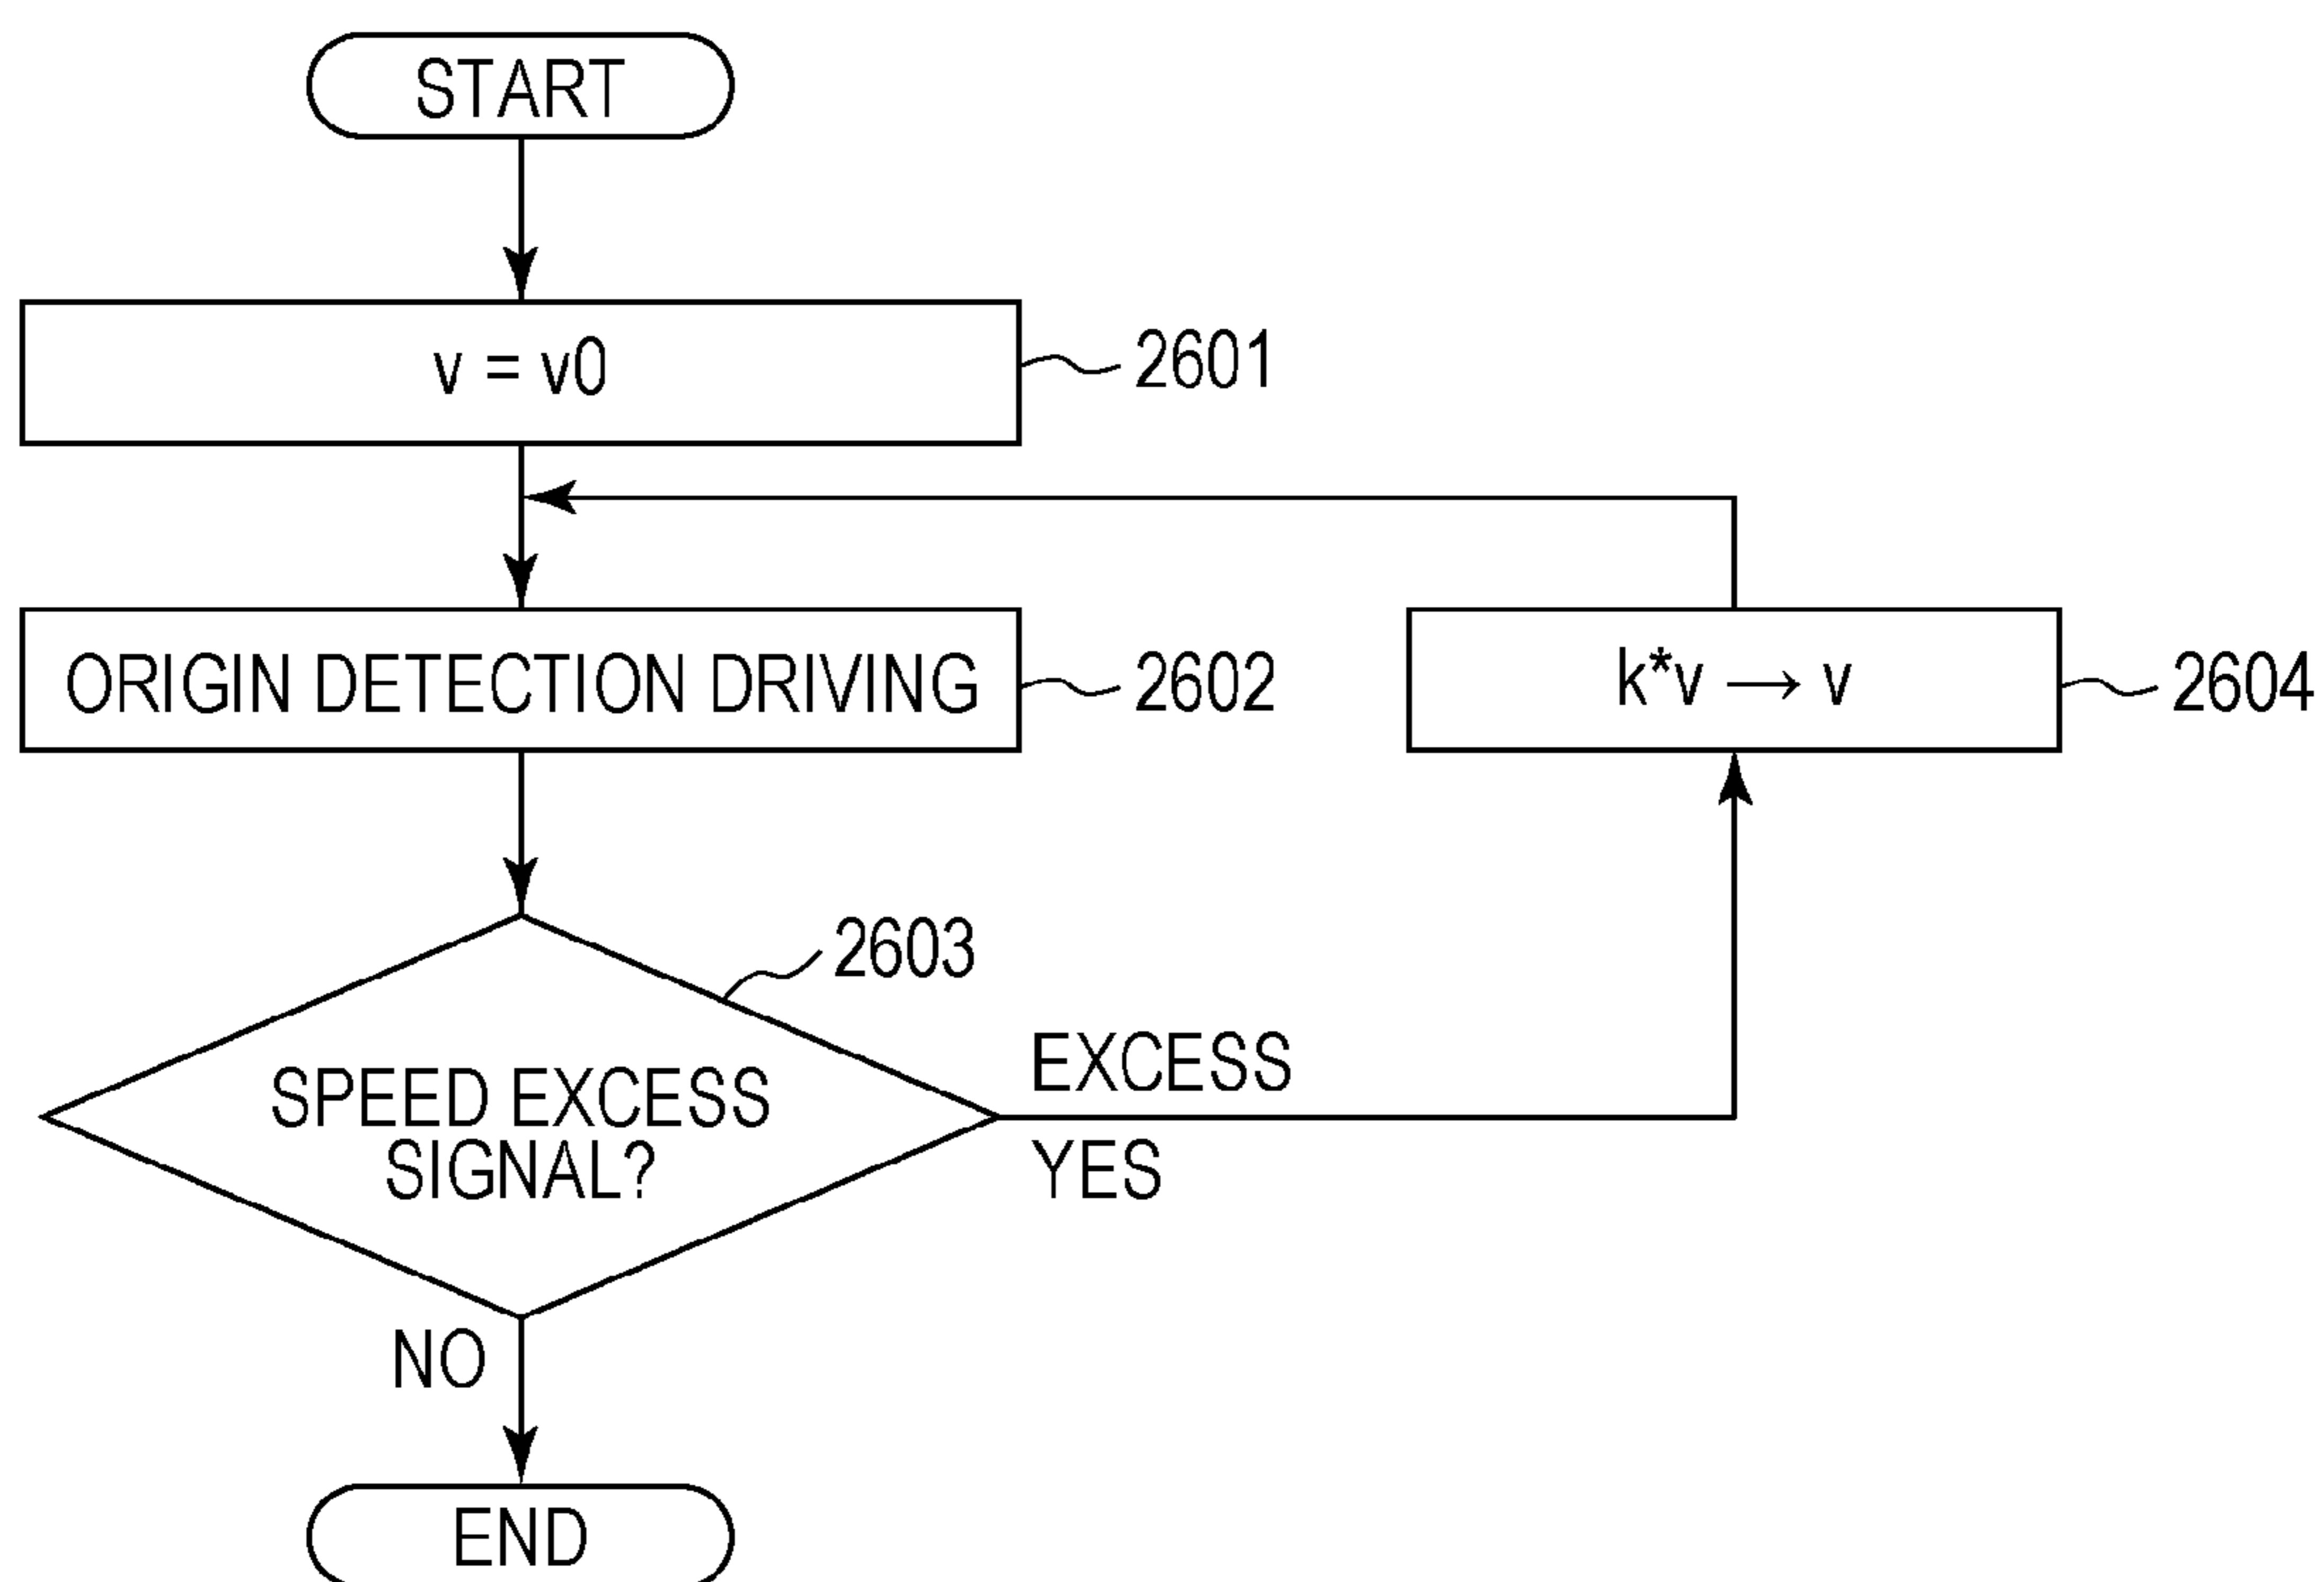 START
v = v0
2601
ORIGIN DETECTION DRIVING
2602
k*v → v
2604
2603
SPEED EXCESS
SIGNAL?
EXCESS
YES
NO
END